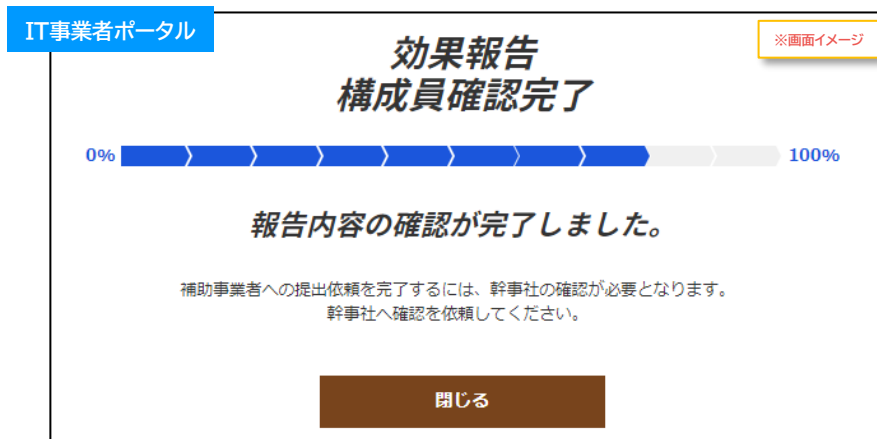 IT事業者ポータル
※画面イメージ
効果報告
構成員確認完了
0%
100%
報告内容の確認が完了しました。
補助事業者への提出依頼を完了するには、幹事社の確認が必要となります。
幹事社へ確認を依頼してください。
閉じる